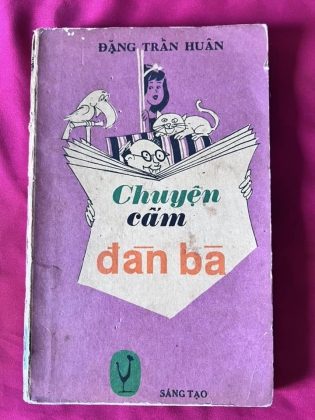 ĐẶNG TRẦN HUÂN
Chuyện
cấm
đàn bà
SÁNG TẠO